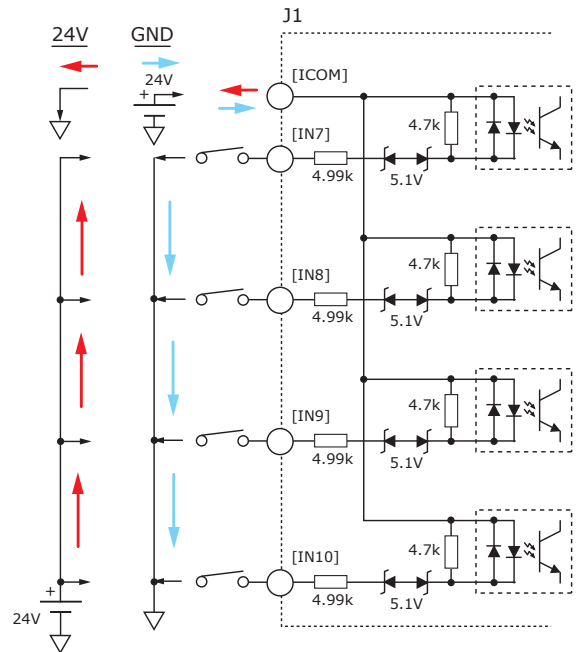 J1
24V
GND
24V
+
[ICOM]
4.7k
[IN7]
4.99k
5.1V
4.7k
[IN8]
4.99k
5.1V
4.7k
[IN9]
4.99k
5.1V
4.7k
[IN10]
4.99k
5.1V
+
24V